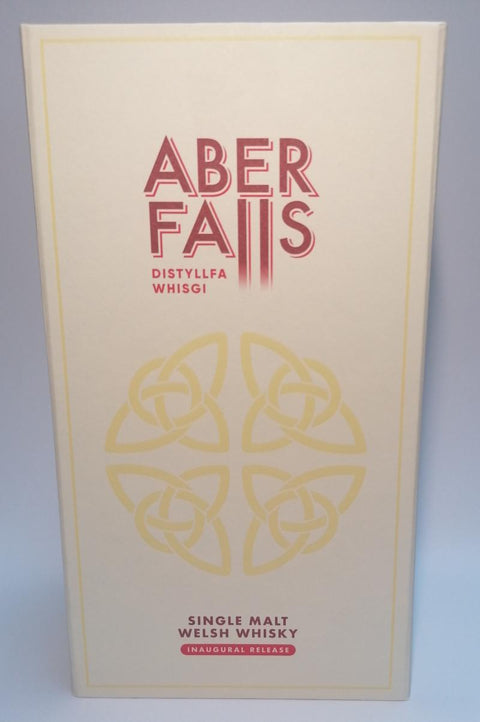 ABER
FALLS
DISTYLLFA
WHISGI
SINGLE MALT
WELSH WHISKY
INAUGURAL RELEASE